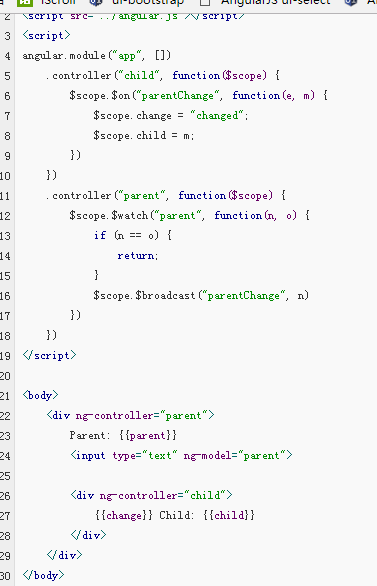 iScroll ui-bootstrap AngularJS ui-select
2 <script src="../angular.js"></script>
3 <script>
4 angular.module("app", [])
5 .controller("child", function($scope) {
6 $scope.$on("parentChange", function(e, m) {
7 $scope.change = "changed";
8 $scope.child = m;
9 })
10 })
11 .controller("parent", function($scope) {
12 $scope.$watch("parent", function(n, o) {
13 if (n == o) {
14 return;
15 }
16 $scope.$broadcast("parentChange", n)
17 })
18 })
19 </script>
20
21 <body>
22 <div ng-controller="parent">
23 Parent: {{parent}}
24 <input type="text" ng-model="parent">
25
26 <div ng-controller="child">
27 {{change}} Child: {{child}}
28 </div>
29 </div>
30 </body>